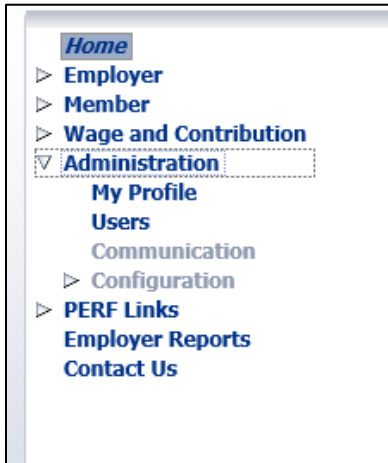 Home
Employer
Member
Wage and Contribution
Administration
My Profile
Users
Communication
Configuration
PERF Links
Employer Reports
Contact Us